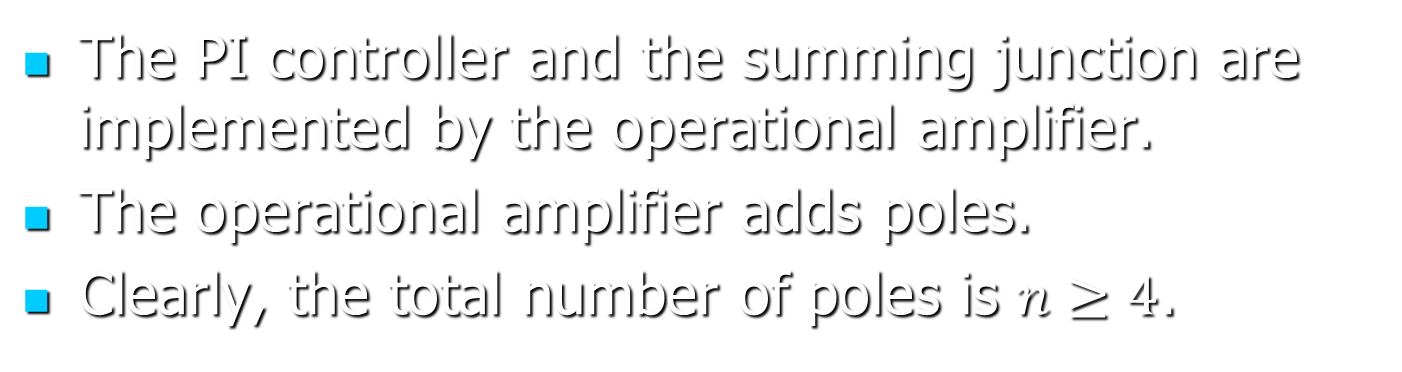 The PI controller and the summing junction are
implemented by the operational amplifier.
The operational amplifier adds poles.
Clearly, the total number of poles is n ≥ 4.